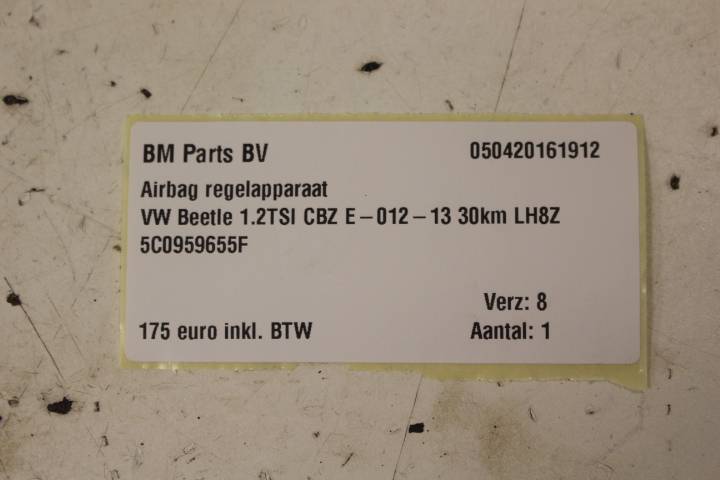 BM Parts BV 050420161912
Airbag regelapparaat
VW Beetle 1.2TSI CBZ E-012-13 30km LH8Z
5C0959655F
Verz: 8
175 euro inkl. BTW Aantal: 1